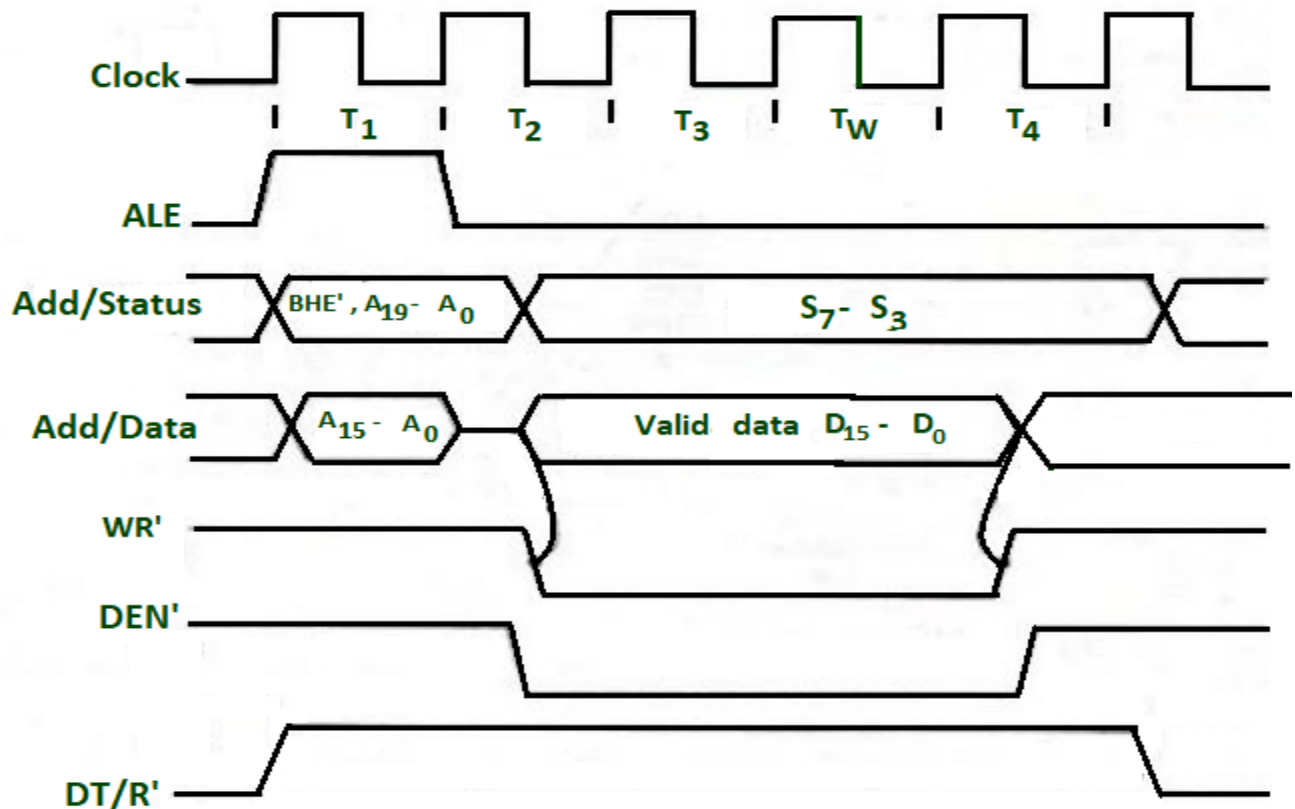 Clock
T1 T2 T3 TW T4
ALE
Add/Status BHE', A19- A0 S7- S3
Add/Data A15- A0 Valid data D15- D0
WR'
DEN'
DT/R'